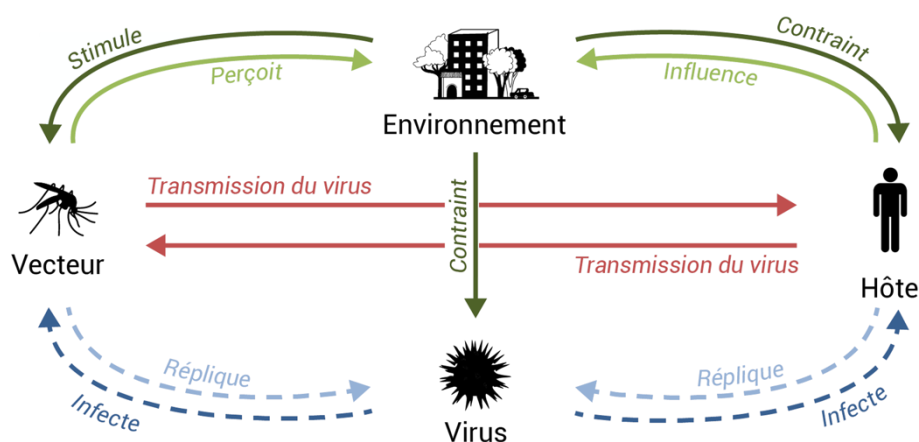 Stimule
Perçoit
Contraint
Influence
Environnement
Transmission du virus
Contraint
Vecteur
Transmission du virus
Hôte
Réplique
Infecte
Réplique
Infecte
Virus